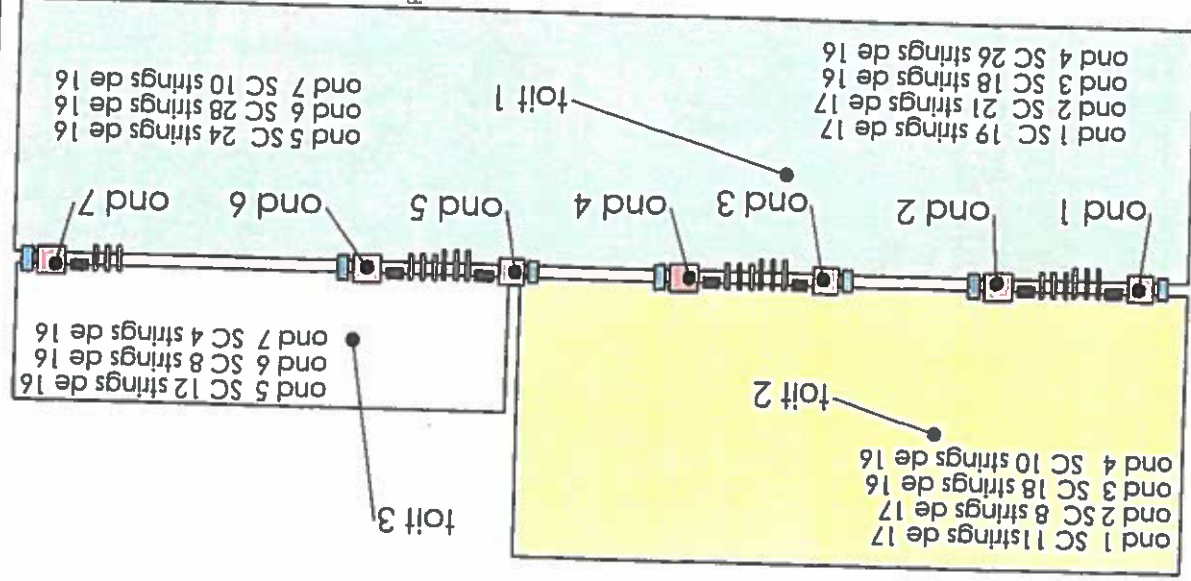 ond 1 SC 11strings de 17
ond 2 SC 8 strings de 17
ond 3 SC 18 strings de 16
ond 4 SC 10 strings de 16
toit 3
toit 2
ond 5 SC 12 strings de 16
ond 6 SC 8 strings de 16
ond 7 SC 4 strings de 16
ond 1
ond 2
ond 3
ond 4
ond 5
ond 6
ond 7
ond 1 SC 19 strings de 17
ond 2 SC 21 strings de 17
ond 3 SC 18 strings de 16
ond 4 SC 26 strings de 16
toit 1
ond 5 SC 24 strings de 16
ond 6 SC 28 strings de 16
ond 7 SC 10 strings de 16